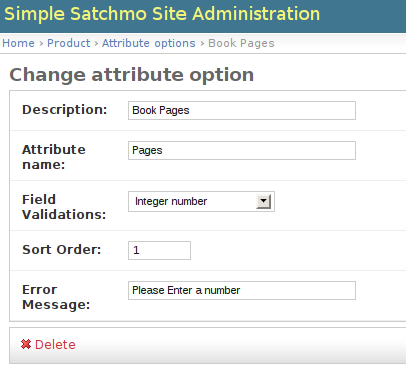 Simple Satchmo Site Administration
Home › Product › Attribute options › Book Pages
Change attribute option
Description: Book Pages
Attribute name: Pages
Field Validations: Integer number
Sort Order: 1
Error Message: Please Enter a number
Delete